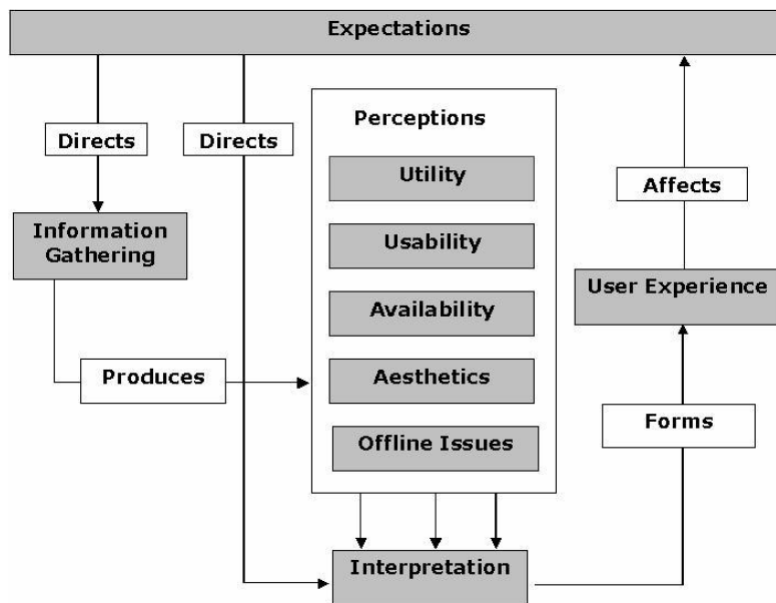 Expectations
Directs
Directs
Perceptions
Utility
Affects
Information
Gathering
Usability
User Experience
Availability
Produces
Aesthetics
Forms
Offline Issues
Interpretation